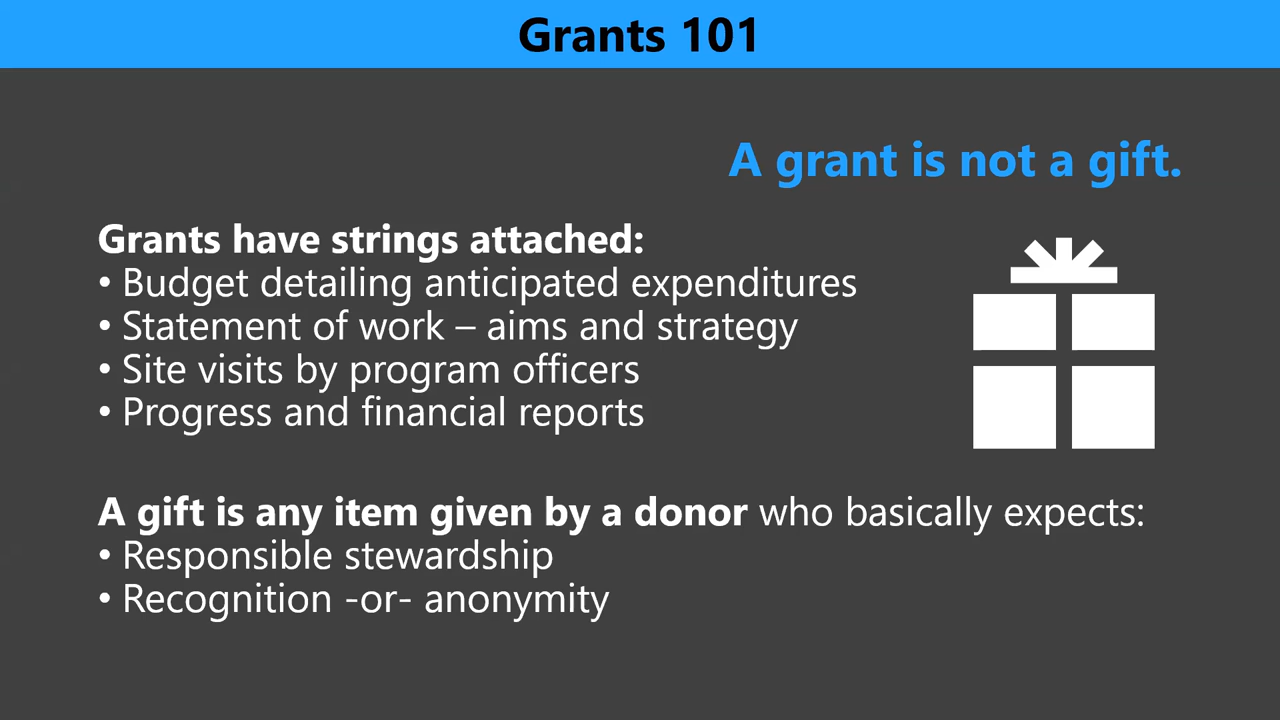 Grants 101
A grant is not a gift.
Grants have strings attached:
• Budget detailing anticipated expenditures
• Statement of work – aims and strategy
• Site visits by program officers
• Progress and financial reports
A gift is any item given by a donor who basically expects:
• Responsible stewardship
• Recognition -or- anonymity